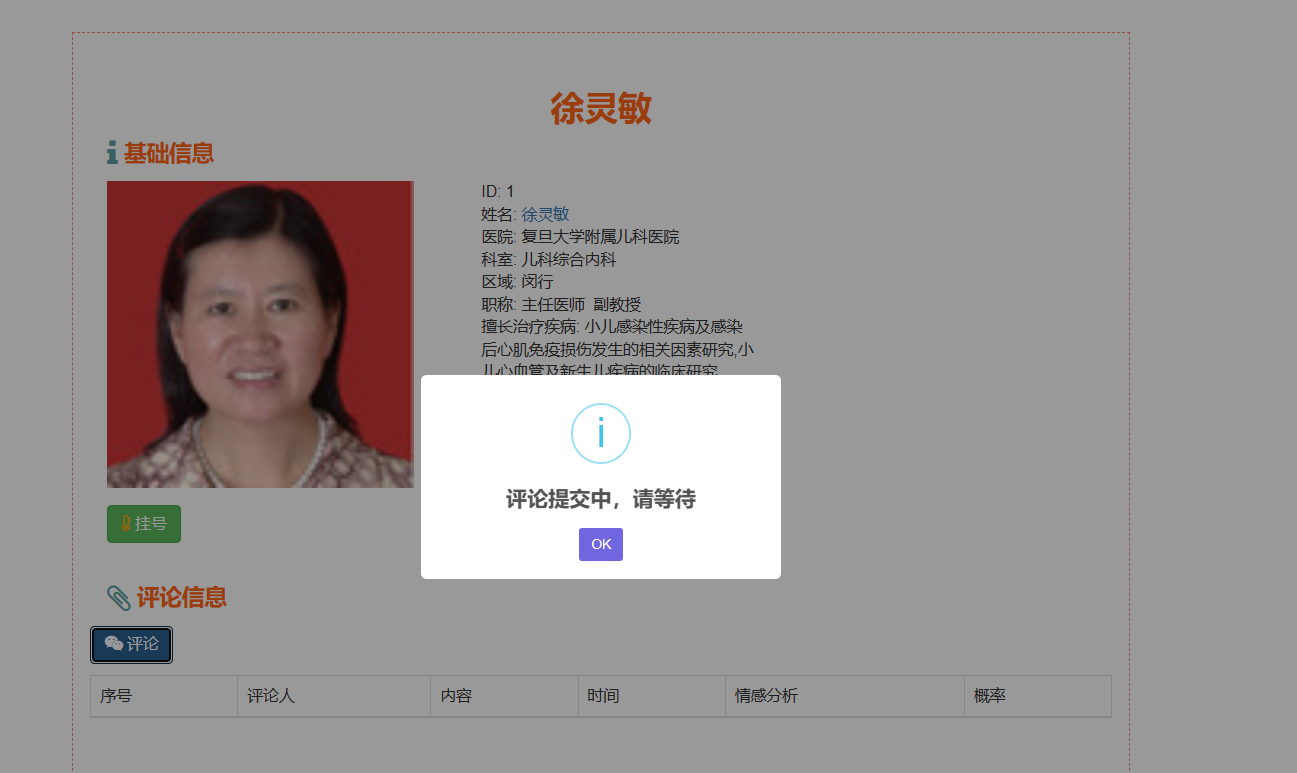 徐灵敏
基础信息
ID: 1
姓名: 徐灵敏
医院: 复旦大学附属儿科医院
科室: 儿科综合内科
区域: 闵行
职称: 主任医师 副教授
擅长治疗疾病: 小儿感染性疾病及感染
后心肌免疫损伤发生的相关因素研究,小
儿心血管及新生儿疾病的临床研究
评论提交中，请等待
OK
挂号
评论信息
评论
序号 评论人 内容 时间 情感分析 概率